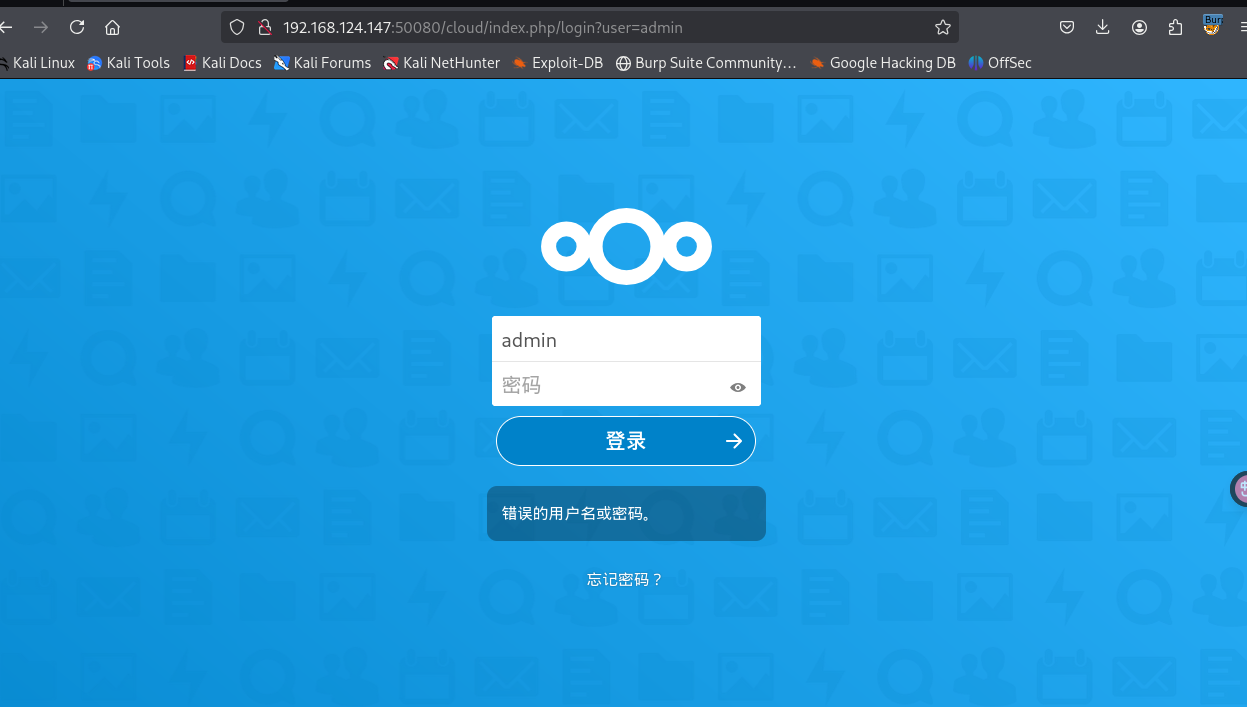 192.168.124.147:50080/cloud/index.php/login?user=admin
Kali Linux Kali Tools Kali Docs Kali Forums Kali NetHunter Exploit-DB Burp Suite Community… Google Hacking DB OffSec
admin
密码
登录
错误的用户名或密码。
忘记密码？